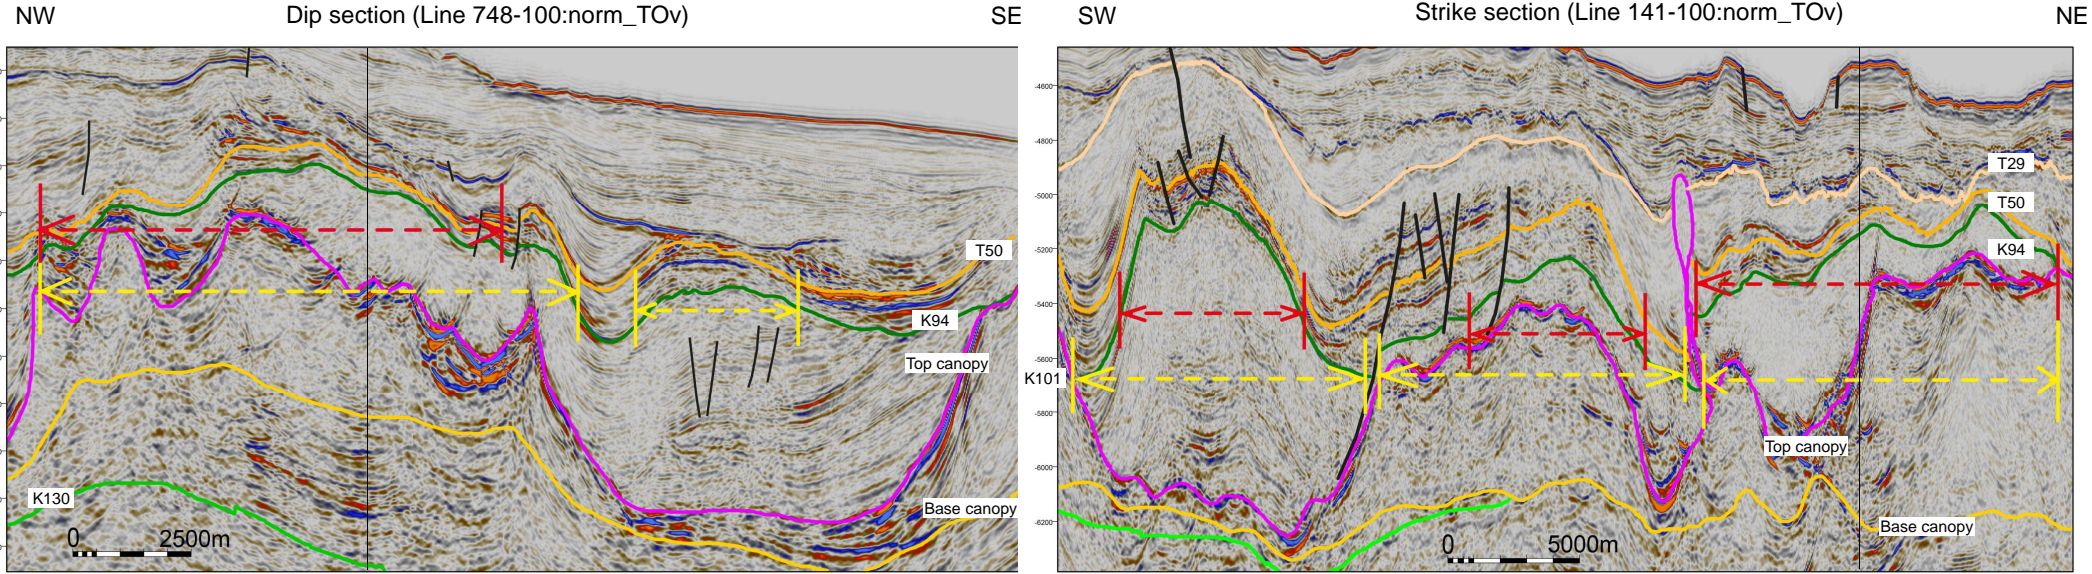 NW Dip section (Line 748-100:norm_TOv) SE
SW Strike section (Line 141-100:norm_TOv) NE
T50
K94
Top canopy
Base canopy
K130
0 2500m
-4600
-4800
-5000
-5200
-5400
-5600
-5800
-6000
-6200
T29
T50
K94
K101
Top canopy
Base canopy
0 5000m